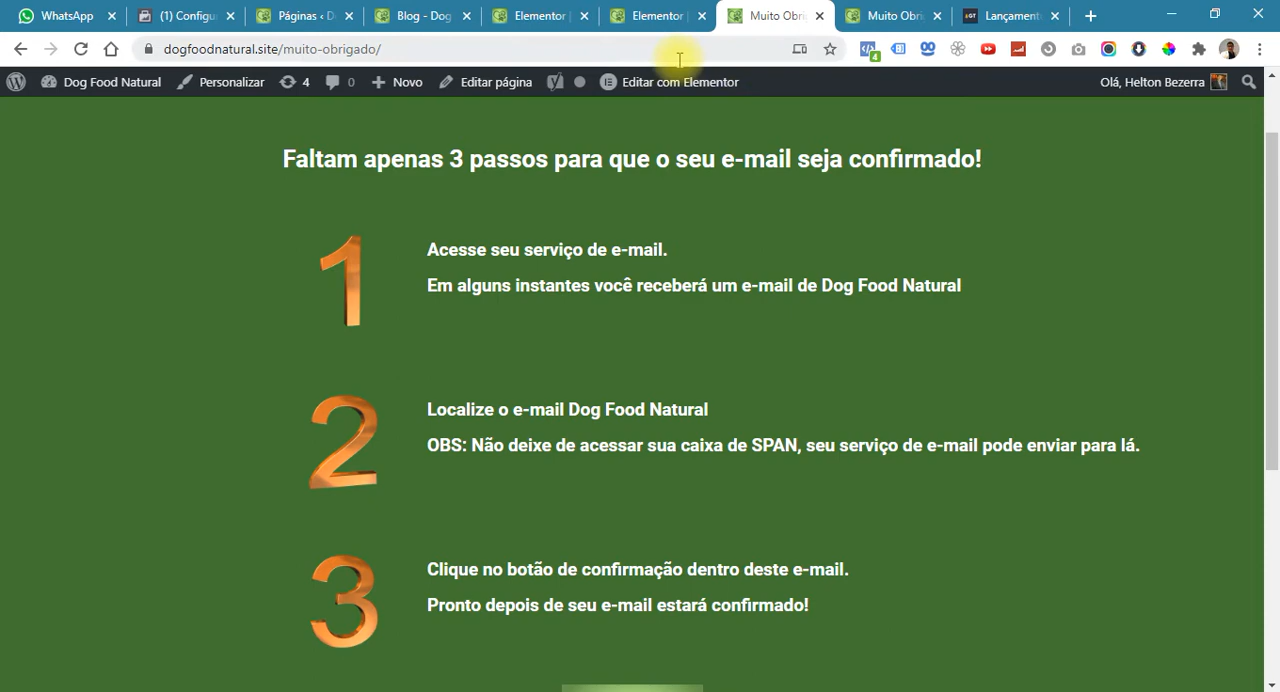 WhatsApp
(1) Configu
Páginas ‹ D
Blog - Dog
Elementor |
Elementor |
Muito Obri
Muito Obri
Lançament
dogfoodnatural.site/muito-obrigado/
4
Dog Food Natural
Personalizar
4
0
Novo
Editar página
Editar com Elementor
Olá, Helton Bezerra
Faltam apenas 3 passos para que o seu e-mail seja confirmado!
1
Acesse seu serviço de e-mail.
Em alguns instantes você receberá um e-mail de Dog Food Natural
2
Localize o e-mail Dog Food Natural
OBS: Não deixe de acessar sua caixa de SPAN, seu serviço de e-mail pode enviar para lá.
3
Clique no botão de confirmação dentro deste e-mail.
Pronto depois de seu e-mail estará confirmado!